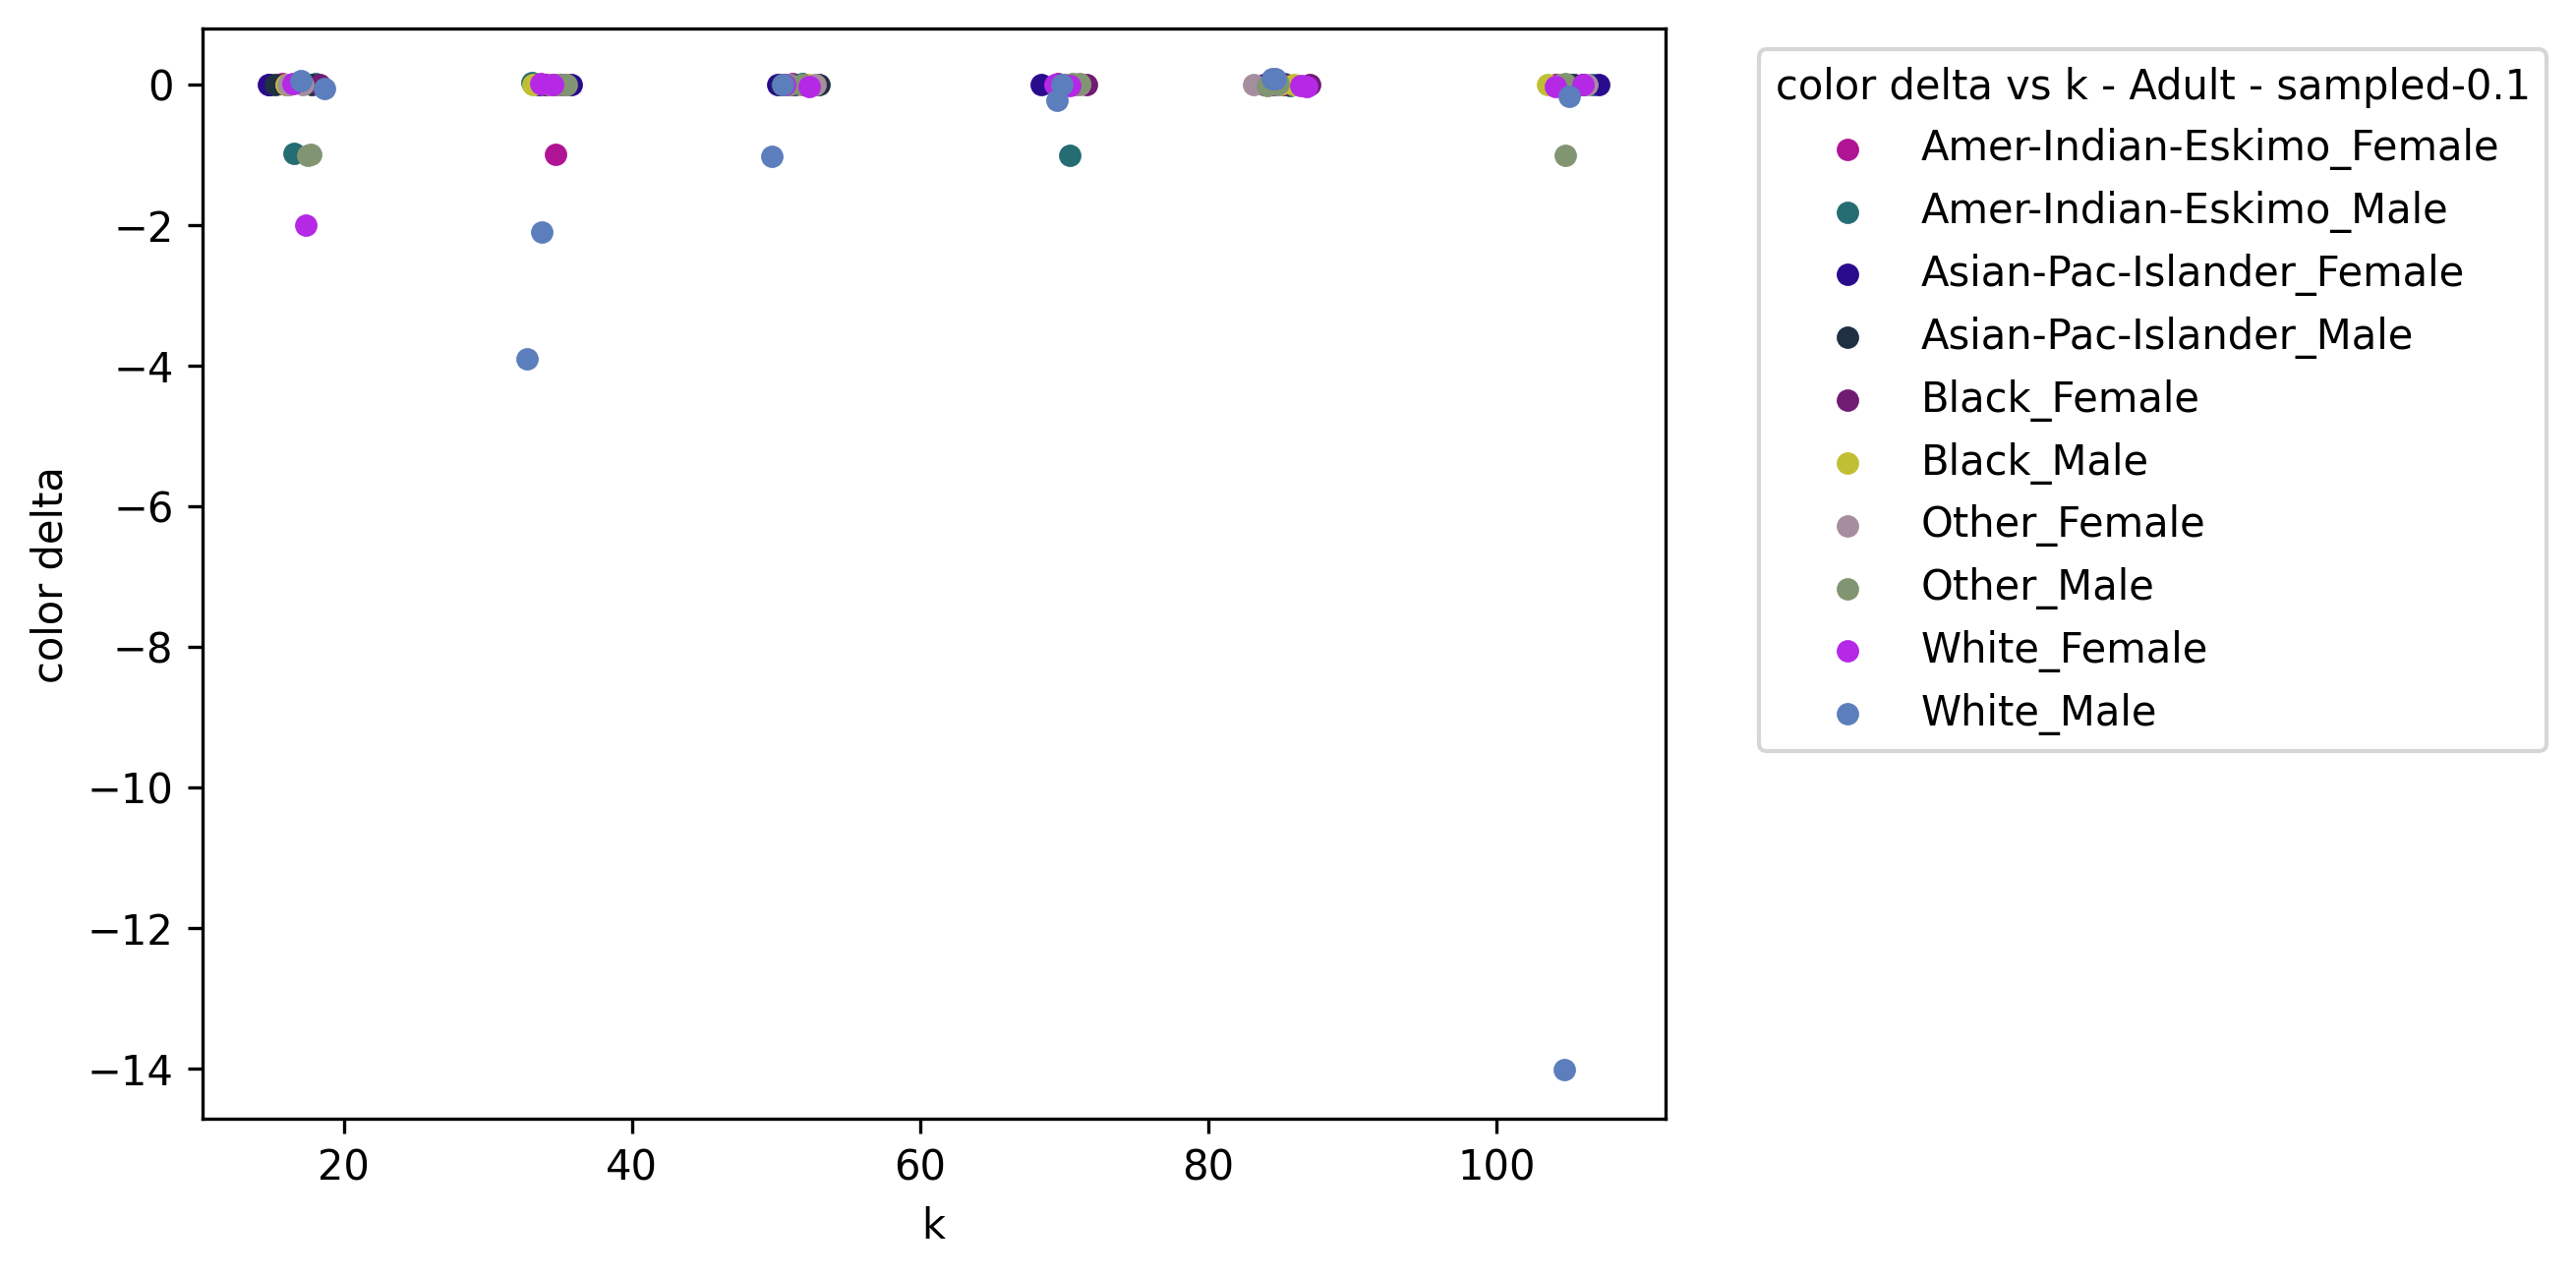 0
−2
−4
−6
−8
−10
−12
−14
color delta
20 40 60 80 100
k
color delta vs k - Adult - sampled-0.1
Amer-Indian-Eskimo_Female
Amer-Indian-Eskimo_Male
Asian-Pac-Islander_Female
Asian-Pac-Islander_Male
Black_Female
Black_Male
Other_Female
Other_Male
White_Female
White_Male